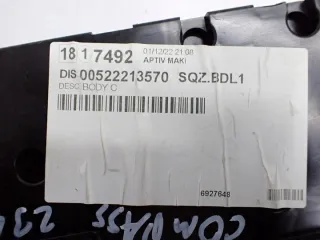 18 1 7492 01/12/22 21:08
APTIV MAKI
DIS 00522213570 SQZ.BDL1
DESC BODY C
6927648
COMPASS